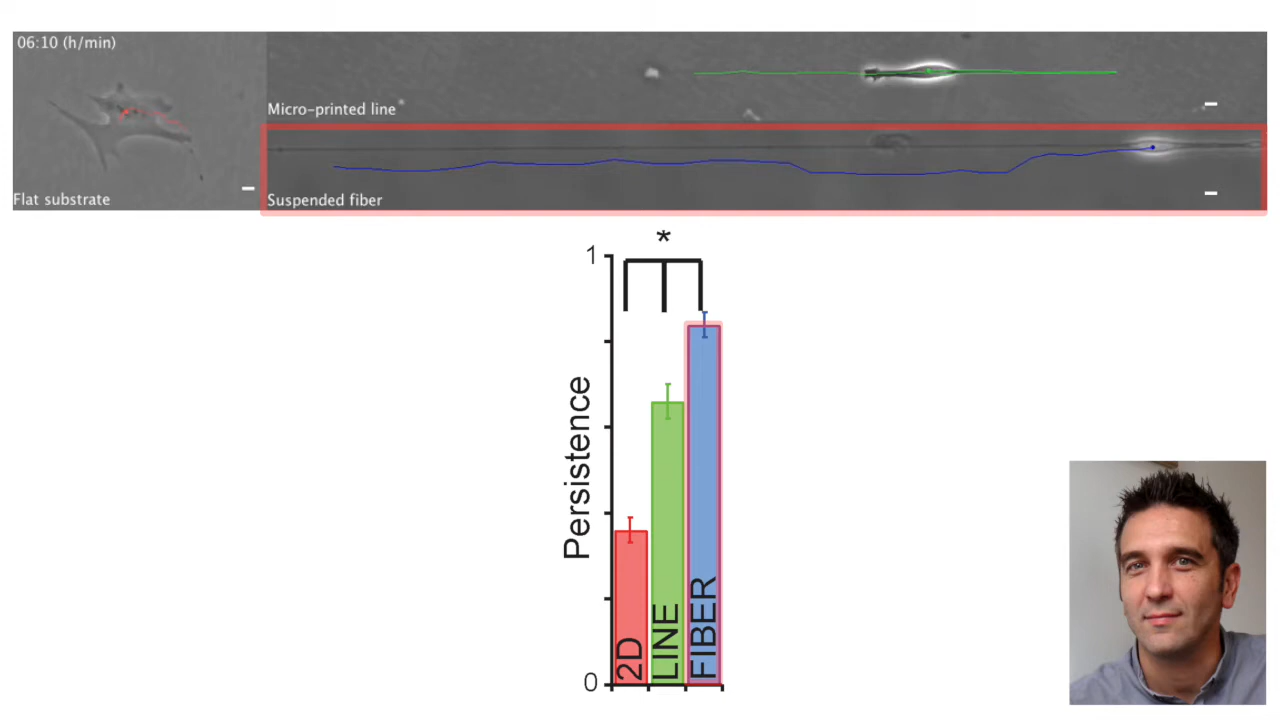 06:10 (h/min)
Micro-printed line
Flat substrate
Suspended fiber
*
1
Persistence
0
2D
LINE
FIBER